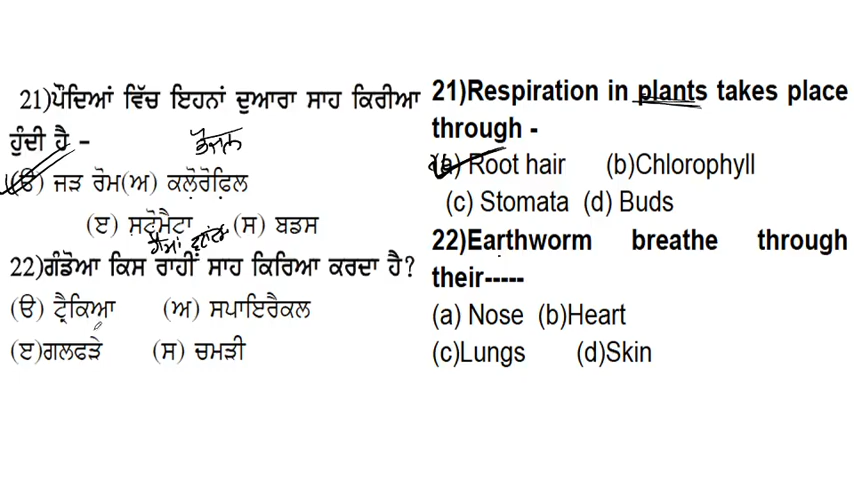 21)ਪੌਦਿਆਂ ਵਿੱਚ ਇਹਨਾਂ ਦੁਆਰਾ ਸਾਹ ਕਿਰੀਆ
ਹੁੰਦੀ ਹੈ -
ਭੋਜਨ
(ੳ) ਜੜ ਰੋਮ(ਅ) ਕਲੋਰੋਫਿਲ
(ੲ) ਸਟੋਮੈਟਾ (ਸ) ਬਡਸ
ਗੈਸਾਂ
22)ਗੰਡੋਆ ਕਿਸ ਰਾਹੀਂ ਸਾਹ ਕਿਰਿਆ ਕਰਦਾ ਹੈ?
(ੳ) ਟ੍ਰੈਕਿਆ (ਅ) ਸਪਾਇਰੈਕਲ
(ੲ)ਗਲਫੜੇ (ਸ) ਚਮੜੀ
21)Respiration in plants takes place
through -
(a) Root hair (b)Chlorophyll
(c) Stomata (d) Buds
22)Earthworm breathe through
their-----
(a) Nose (b)Heart
(c)Lungs (d)Skin